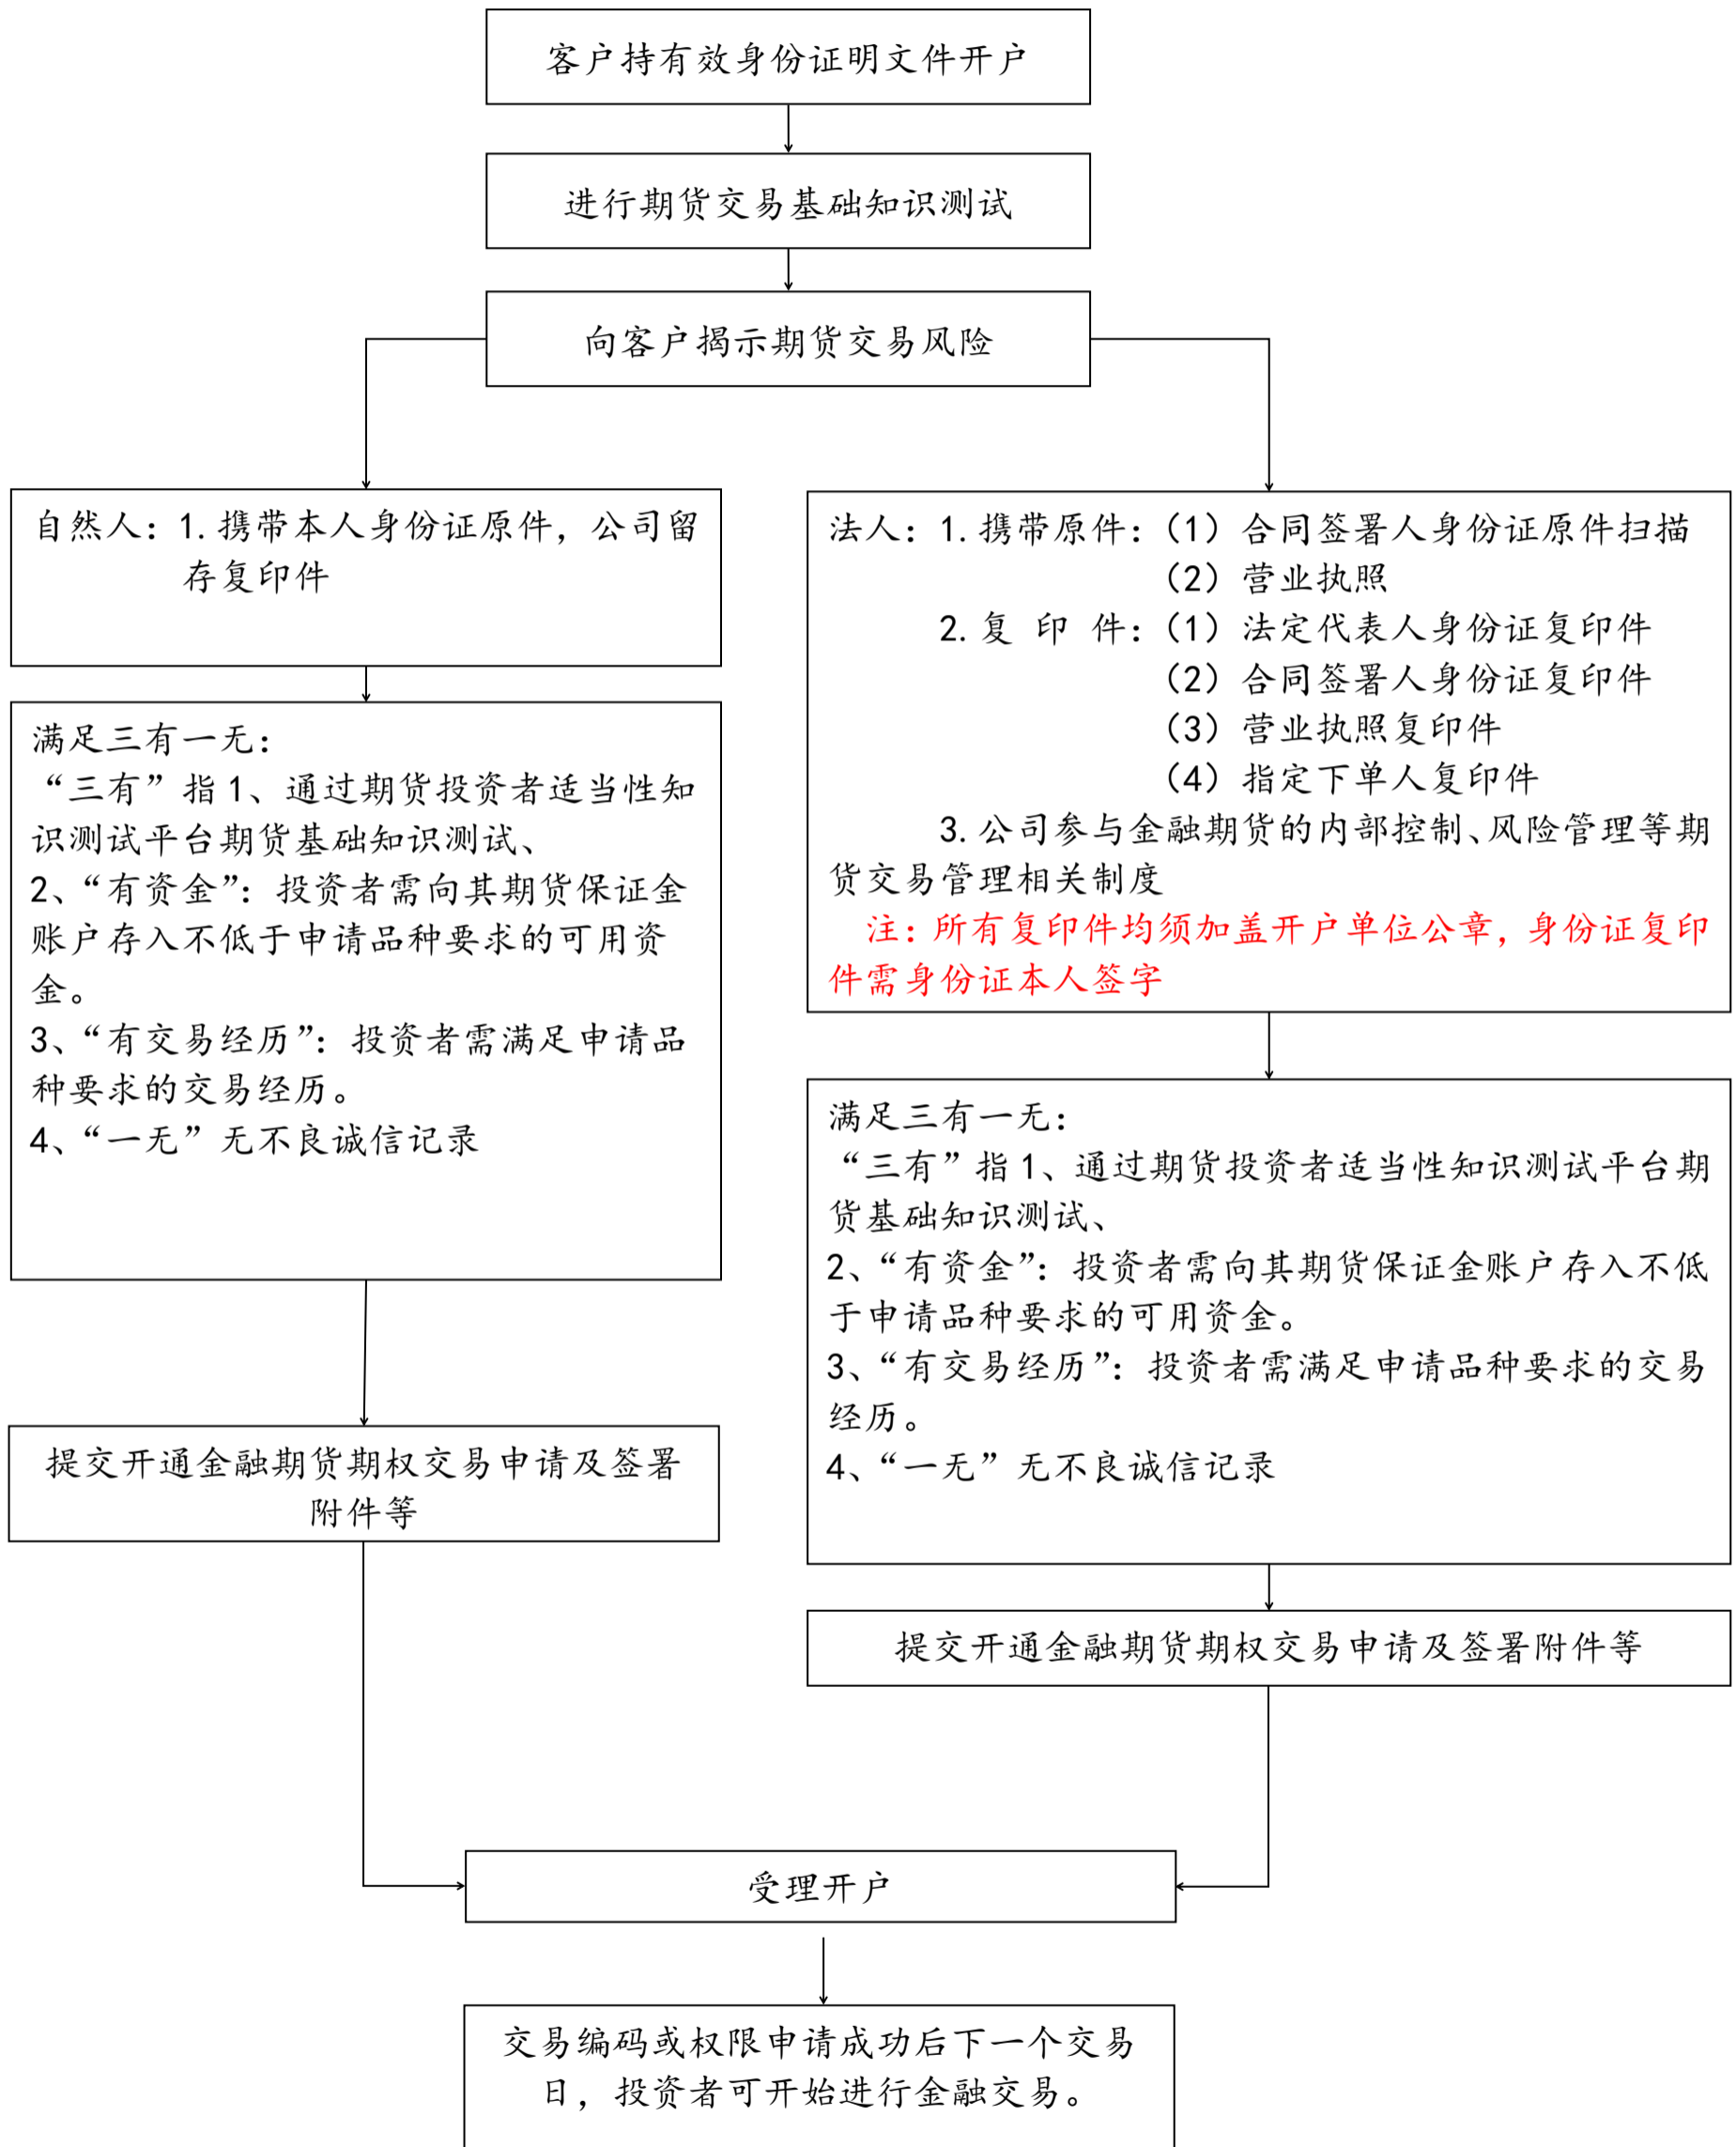 客户持有效身份证明文件开户
进行期货交易基础知识测试
向客户揭示期货交易风险
自然人：1.携带本人身份证原件，公司留
存复印件
满足三有一无：
“三有”指1、通过期货投资者适当性知
识测试平台期货基础知识测试、
2、“有资金”：投资者需向其期货保证金
账户存入不低于申请品种要求的可用资
金。
3、“有交易经历”：投资者需满足申请品
种要求的交易经历。
4、“一无”无不良诚信记录
提交开通金融期货期权交易申请及签署
附件等
法人：1.携带原件：（1）合同签署人身份证原件扫描
（2）营业执照
2.复 印 件：（1）法定代表人身份证复印件
（2）合同签署人身份证复印件
（3）营业执照复印件
（4）指定下单人复印件
3.公司参与金融期货的内部控制、风险管理等期
货交易管理相关制度
注：所有复印件均须加盖开户单位公章，身份证复印
件需身份证本人签字
满足三有一无：
“三有”指1、通过期货投资者适当性知识测试平台期
货基础知识测试、
2、“有资金”：投资者需向其期货保证金账户存入不低
于申请品种要求的可用资金。
3、“有交易经历”：投资者需满足申请品种要求的交易
经历。
4、“一无”无不良诚信记录
提交开通金融期货期权交易申请及签署附件等
受理开户
交易编码或权限申请成功后下一个交易
日，投资者可开始进行金融交易。